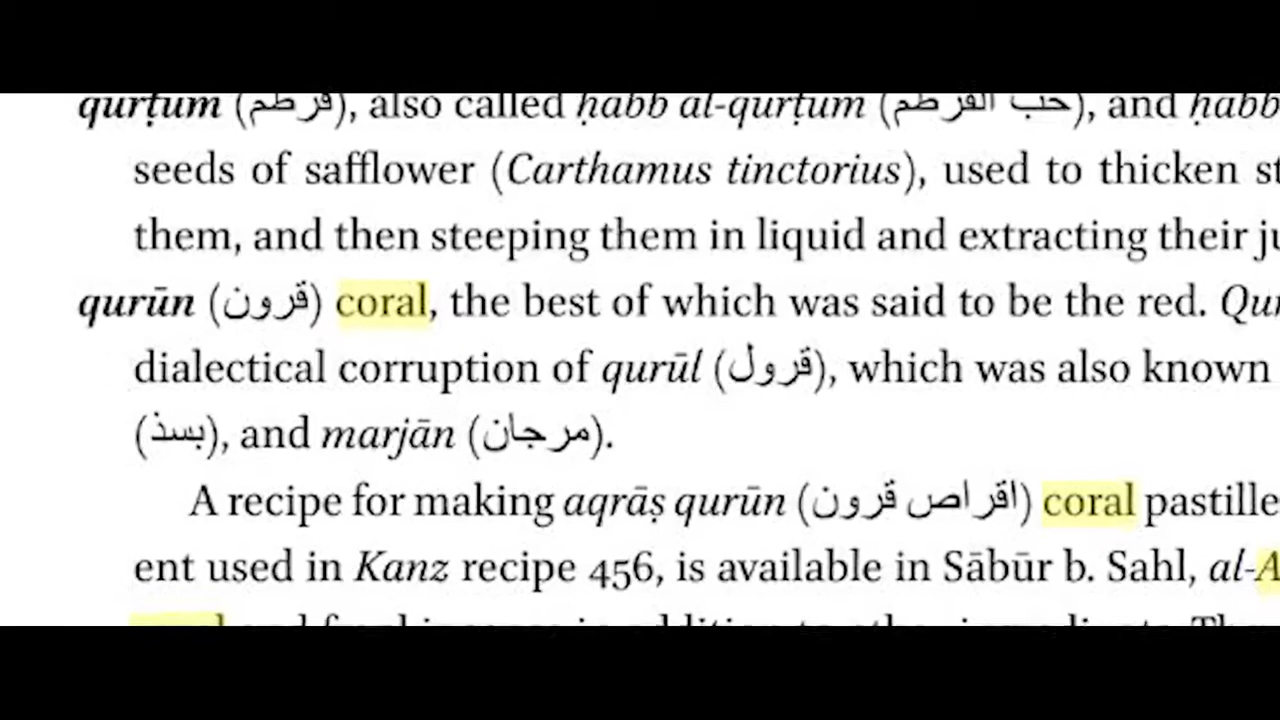 qurṭum (قرطم), also called ḥabb al-qurṭum (حب القرطم), and ḥabb
seeds of safflower (Carthamus tinctorius), used to thicken st
them, and then steeping them in liquid and extracting their ju
qurūn (قرون) coral, the best of which was said to be the red. Qur
dialectical corruption of qurūl (قرول), which was also known
(بسذ), and marjān (مرجان).
A recipe for making aqrāṣ qurūn (اقراص قرون) coral pastille
ent used in Kanz recipe 456, is available in Sābūr b. Sahl, al-A